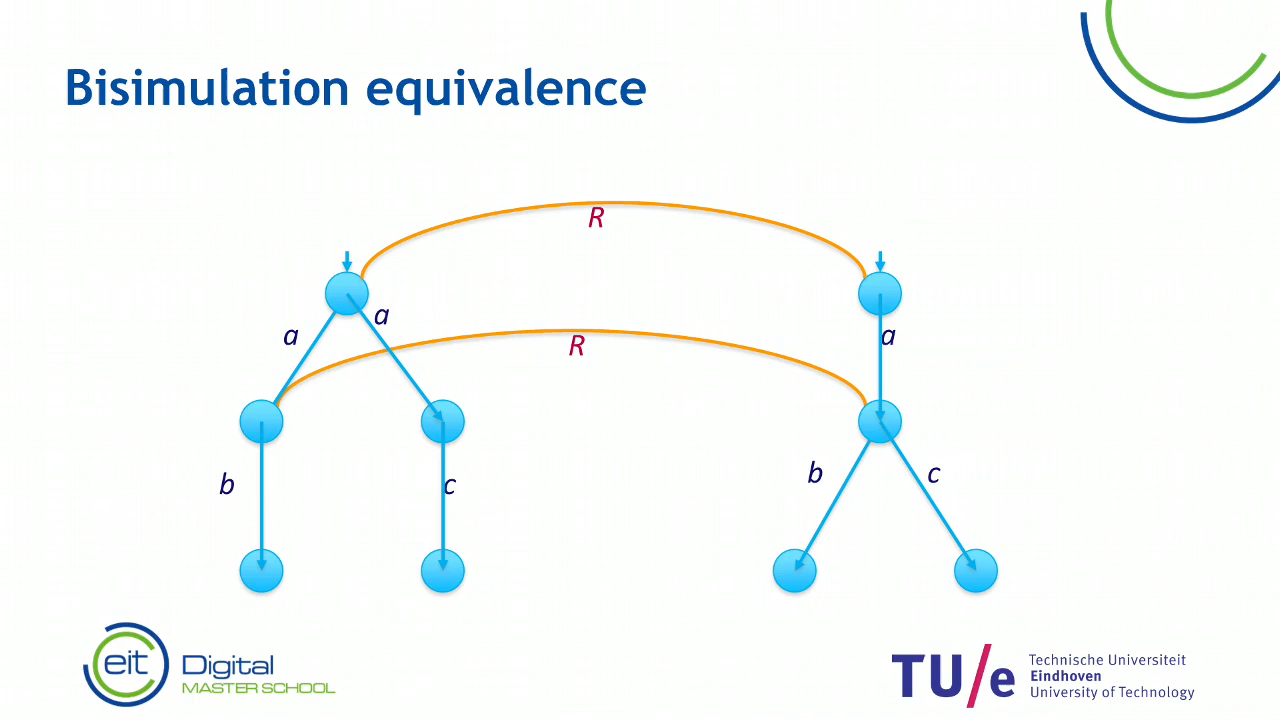 Bisimulation equivalence
R
a
a
a
R
b
c
b
c
eit Digital
MASTER SCHOOL
TU/e
Technische Universiteit
Eindhoven
University of Technology